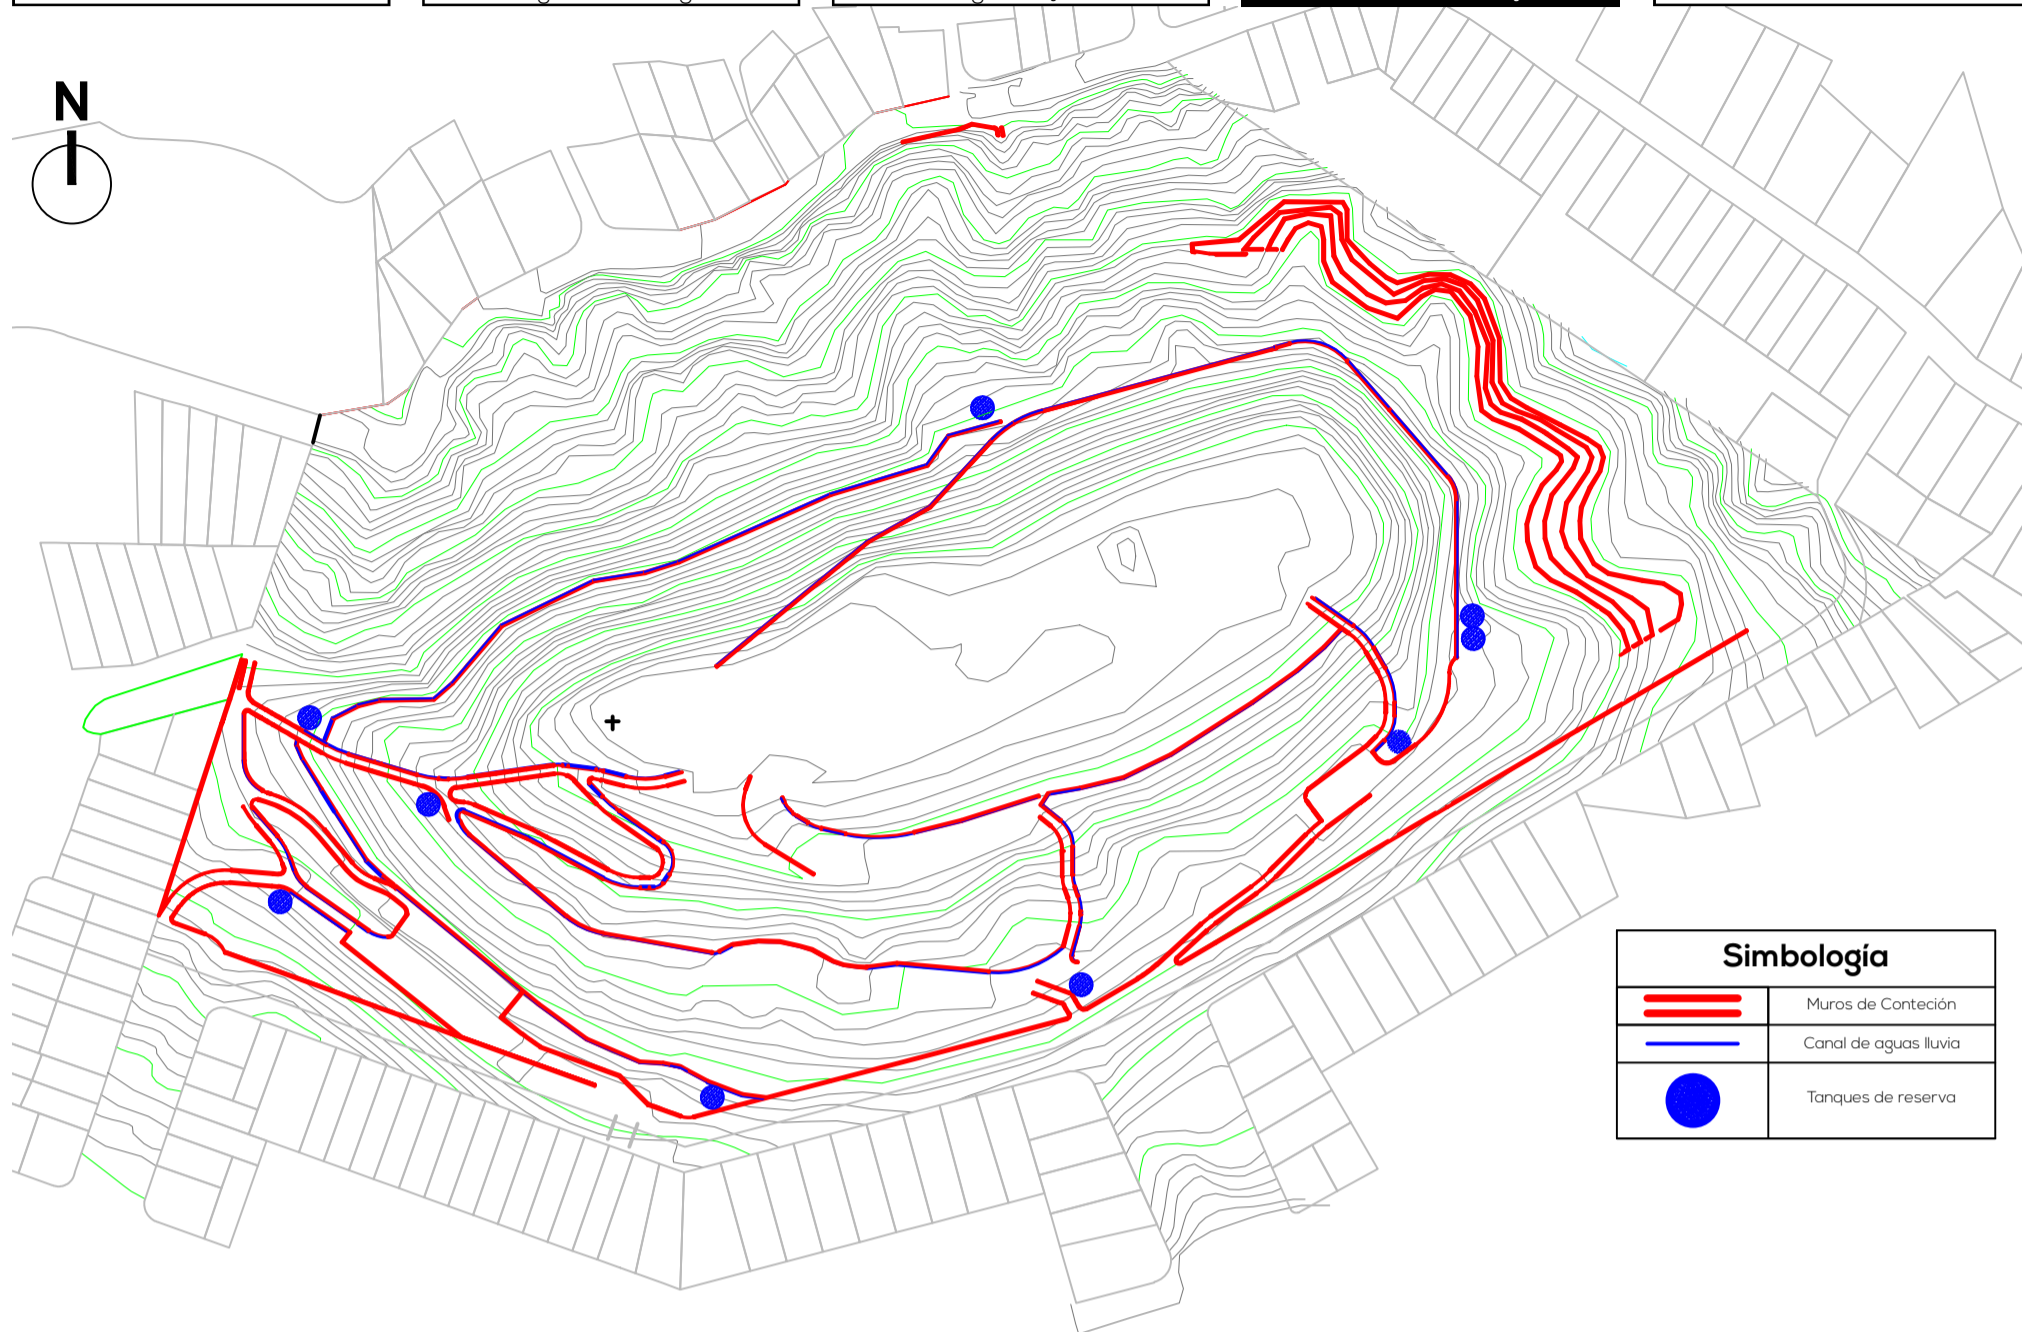 N
Simbología
Muros de Conteción
Canal de aguas lluvia
Tanques de reserva